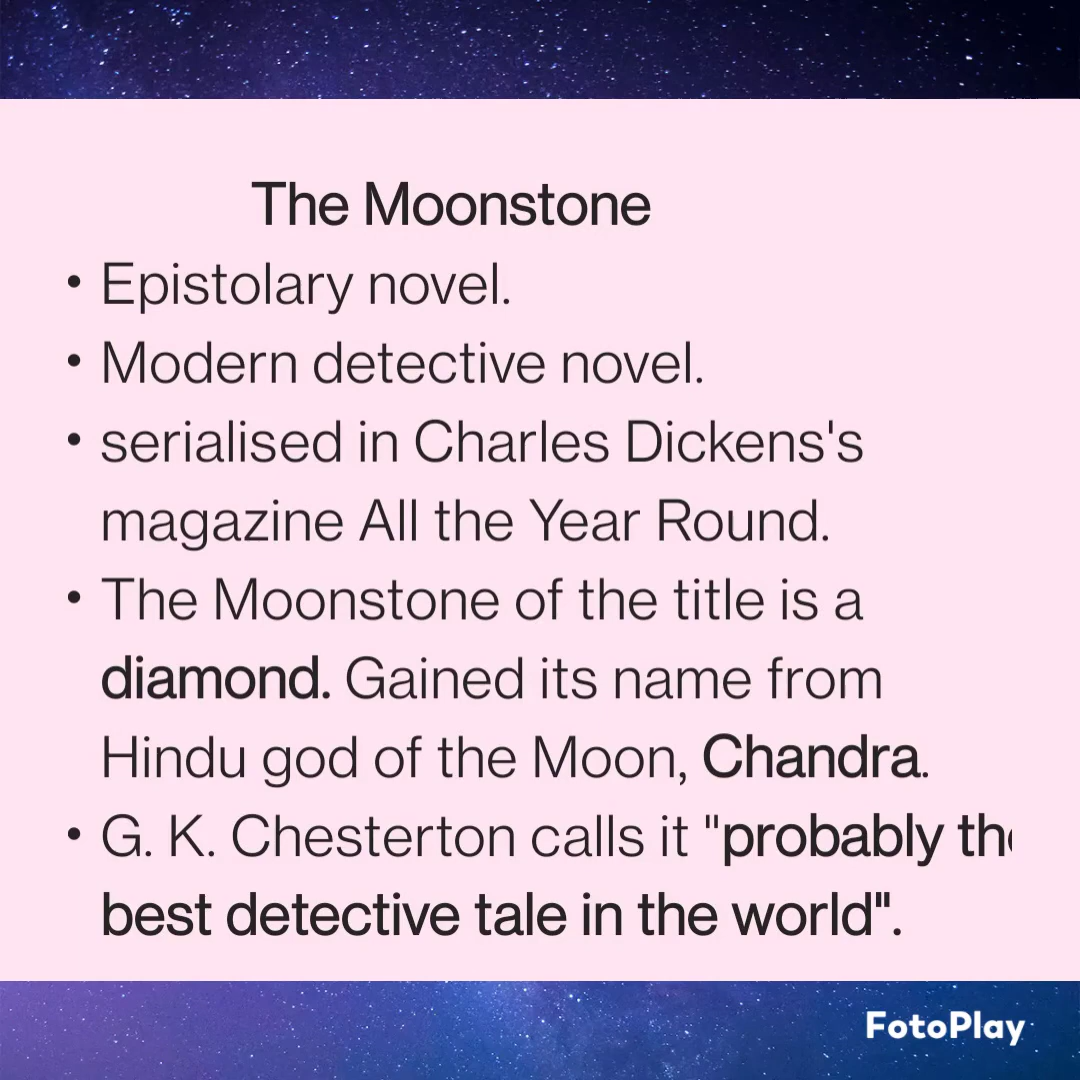 The Moonstone
• Epistolary novel.
• Modern detective novel.
• serialised in Charles Dickens's
magazine All the Year Round.
• The Moonstone of the title is a
diamond. Gained its name from
Hindu god of the Moon, Chandra.
• G. K. Chesterton calls it "probably the
best detective tale in the world".
FotoPlay